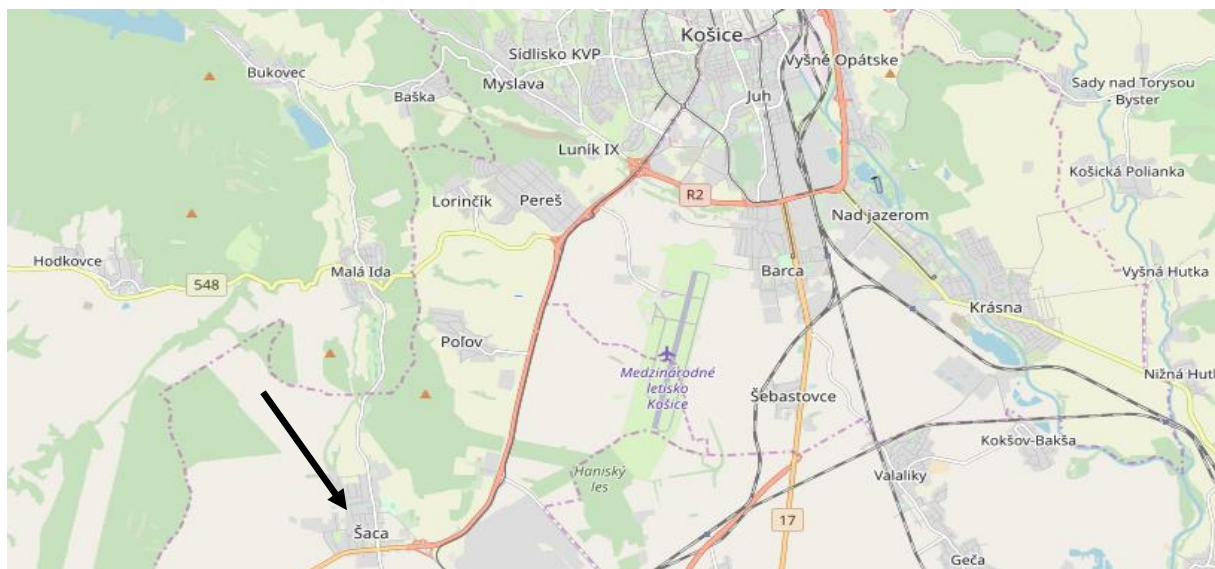 Košice
Sídlisko KVP
Vyšné Opátske
Bukovec
Myslava
Sady nad Torysou
- Byster
Baška
Juh
Luník IX
Košická Polianka
R2
Lorinčík
Pereš
Nad jazerom
Hodkovce
Malá Ida
Barca
Vyšná Hutka
548
Krásna
Poľov
Medzinárodné
letisko
Košice
Nižná Hutk
Šebastovce
Kokšov-Bakša
Haniský
les
Valaliky
17
Šaca
Geča